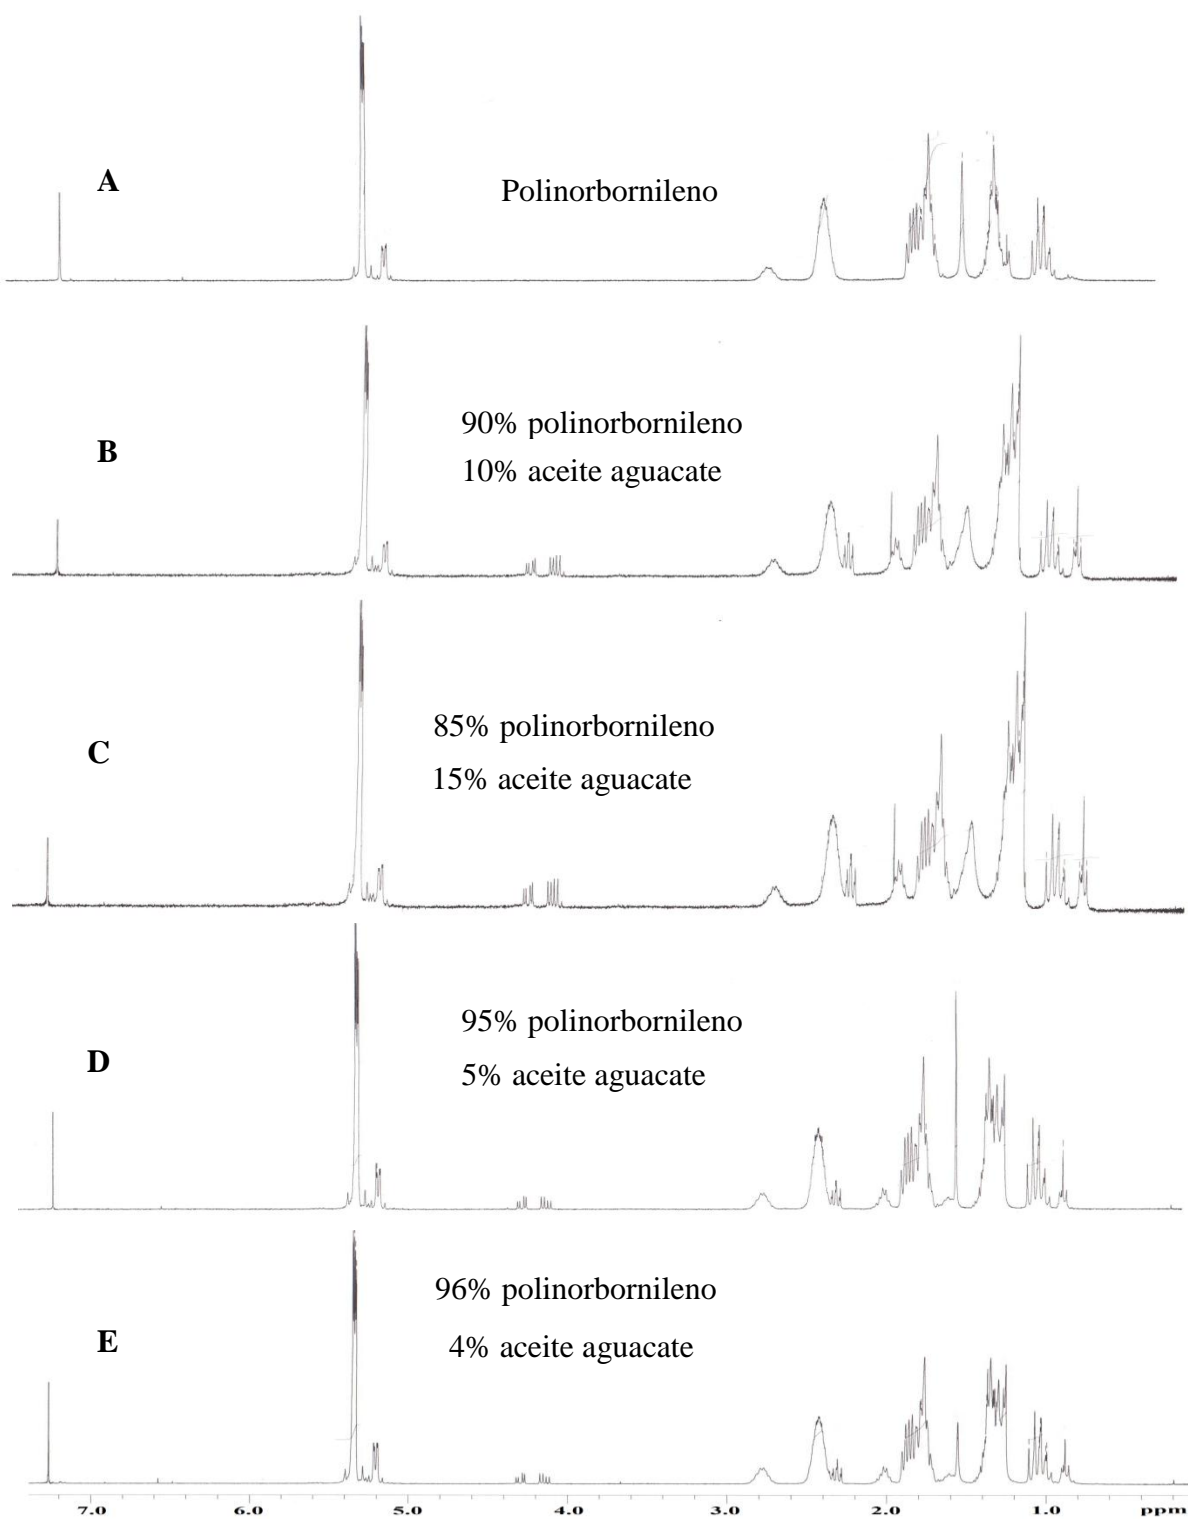 A
Polinorbornileno
B
90% polinorbornileno
10% aceite aguacate
C
85% polinorbornileno
15% aceite aguacate
D
95% polinorbornileno
5% aceite aguacate
E
96% polinorbornileno
4% aceite aguacate
7.0 6.0 5.0 4.0 3.0 2.0 1.0 ppm